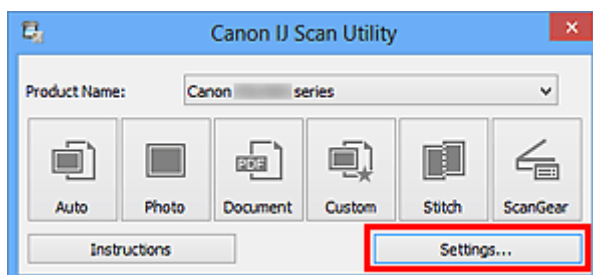 Canon IJ Scan Utility
Product Name: Canon series
PDF
Auto Photo Document Custom Stitch ScanGear
Instructions Settings...